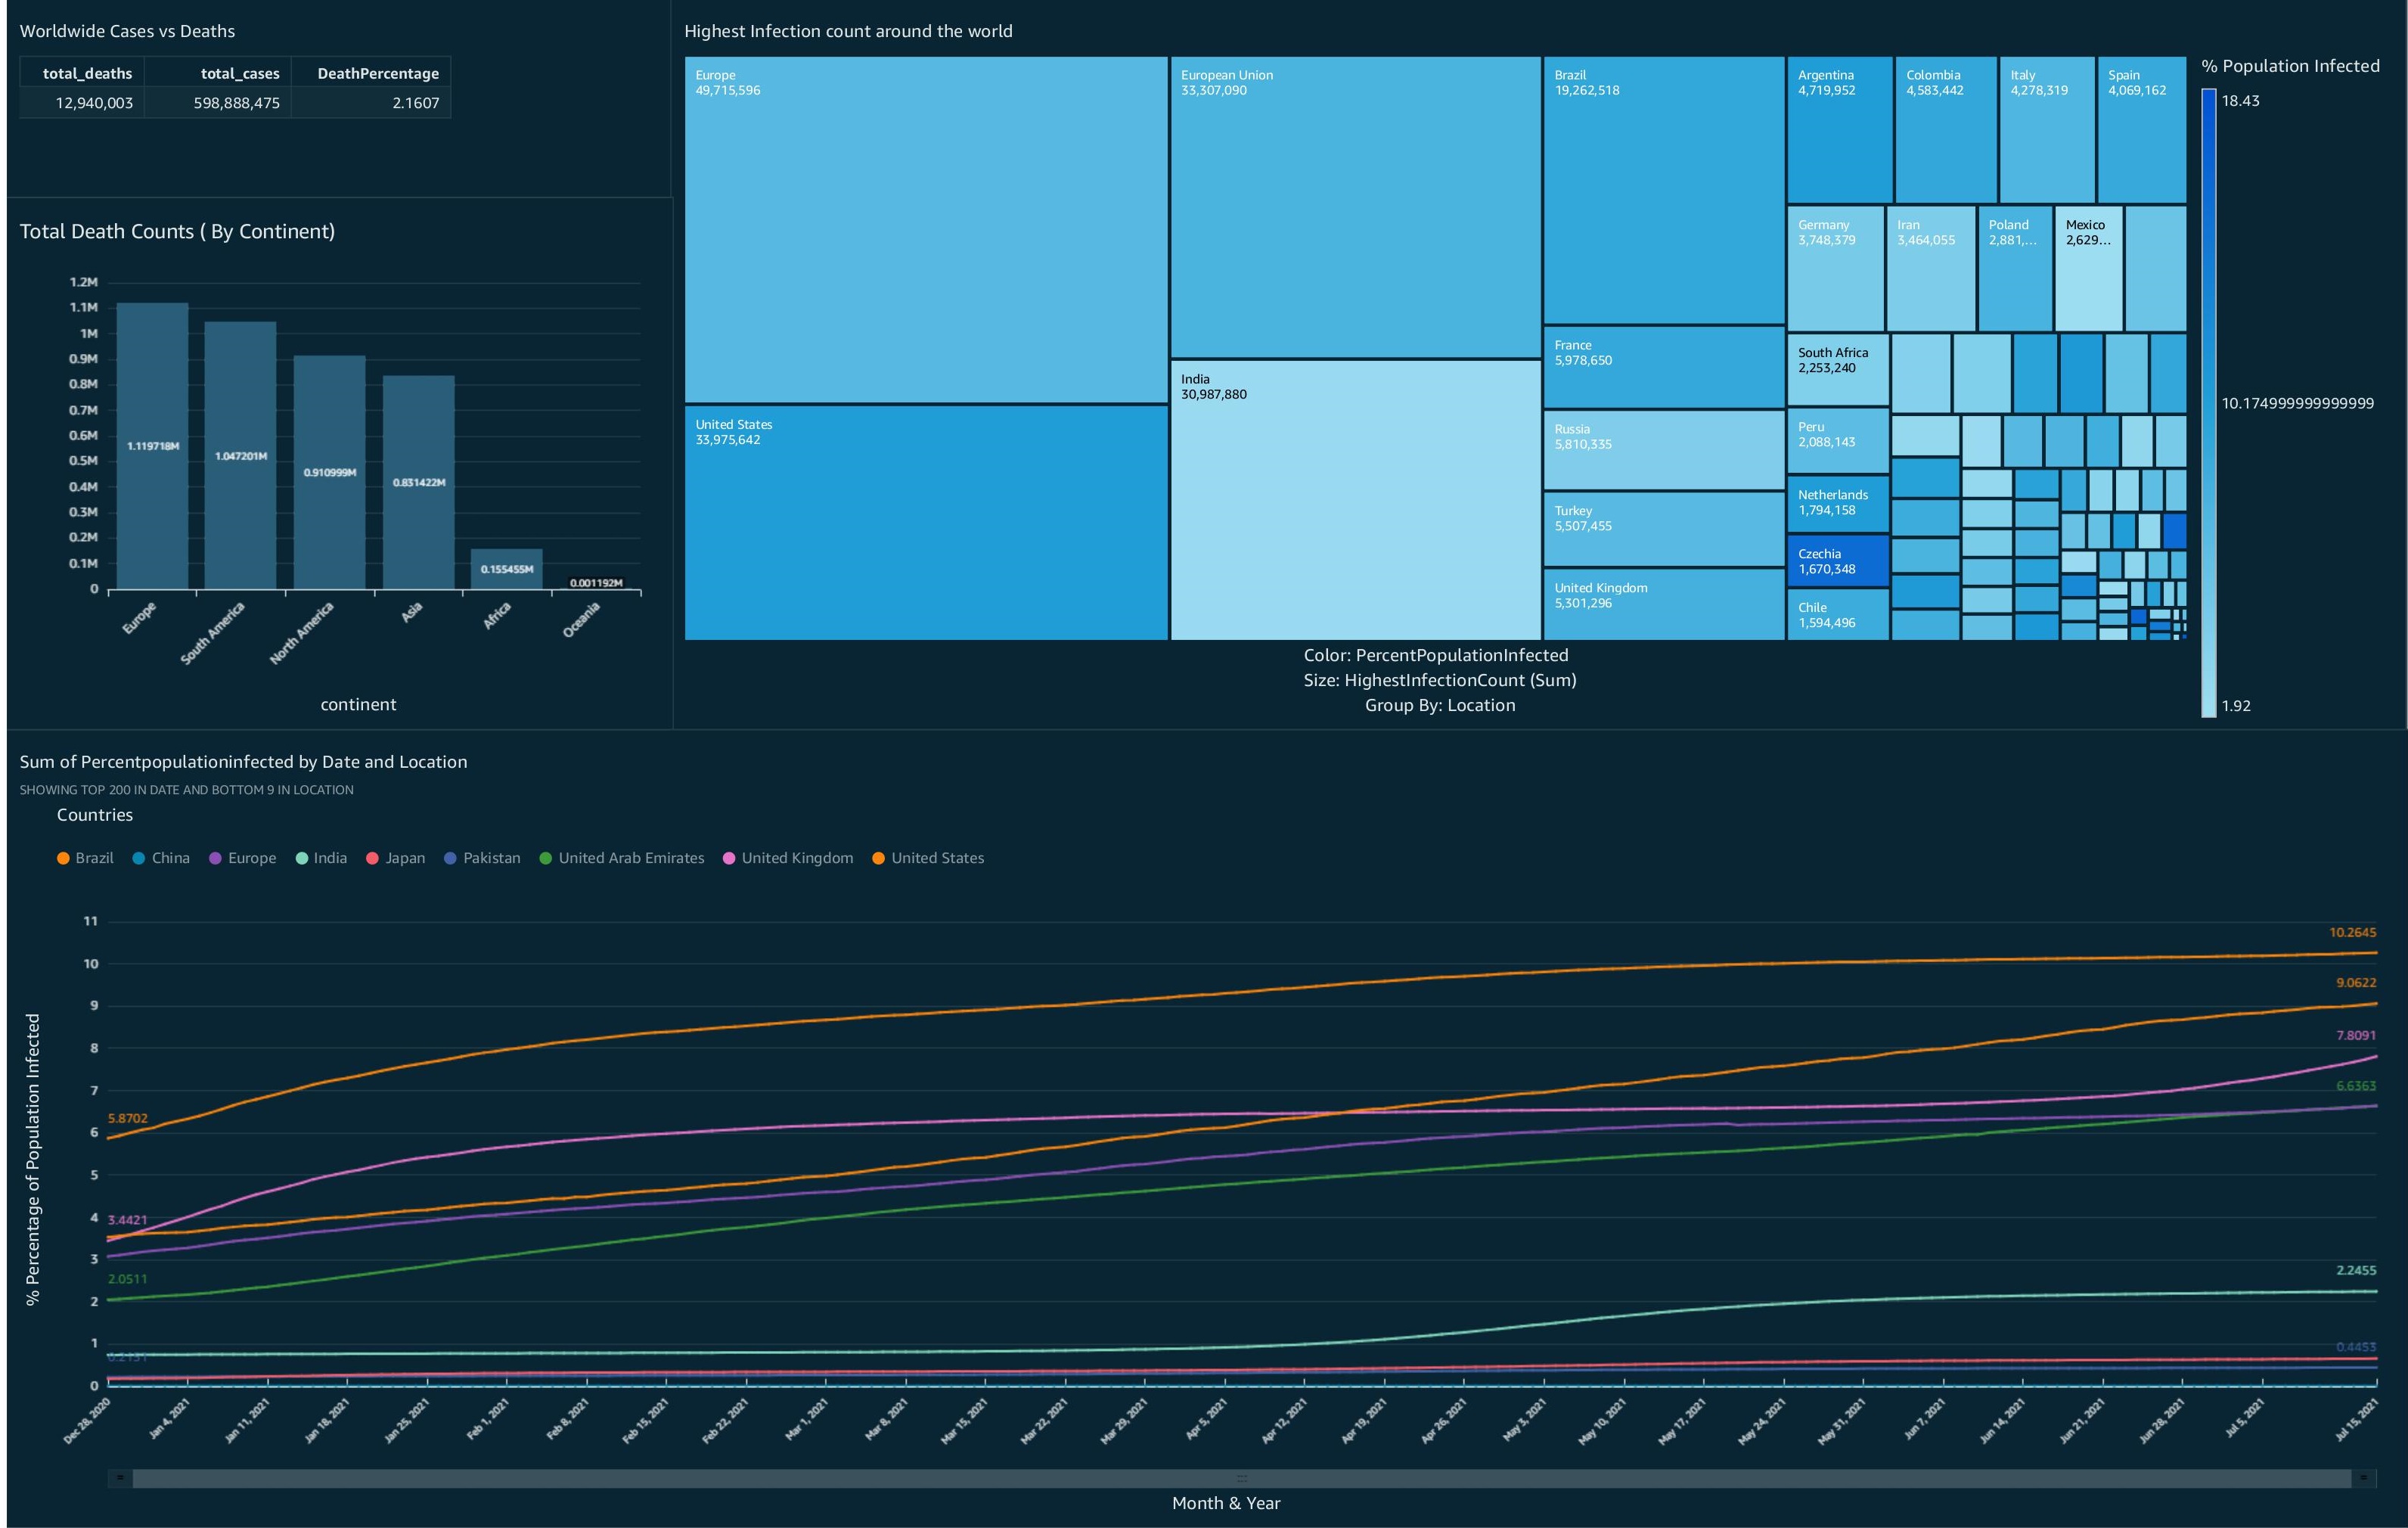 Worldwide Cases vs Deaths
total_deaths total_cases DeathPercentage
12,940,003 598,888,475 2.1607
Total Death Counts ( By Continent)
1.2M
1.1M
1M
0.9M
0.8M
0.7M
0.6M
0.5M
0.4M
0.3M
0.2M
0.1M
0
1.119718M
1.047201M
0.910999M
0.831422M
0.155455M
0.001192M
Europe
South America
North America
Asia
Africa
Oceania
continent
Highest Infection count around the world
Europe
49,715,596
United States
33,975,642
European Union
33,307,090
India
30,987,880
Brazil
19,262,518
France
5,978,650
Russia
5,810,335
Turkey
5,507,455
United Kingdom
5,301,296
Argentina
4,719,952
Colombia
4,583,442
Italy
4,278,319
Spain
4,069,162
Germany
3,748,379
Iran
3,464,055
Poland
2,881,...
Mexico
2,629...
South Africa
2,253,240
Peru
2,088,143
Netherlands
1,794,158
Czechia
1,670,348
Chile
1,594,496
Color: PercentPopulationInfected
Size: HighestInfectionCount (Sum)
Group By: Location
% Population Infected
18.43
10.174999999999999
1.92
Sum of Percentpopulationinfected by Date and Location
SHOWING TOP 200 IN DATE AND BOTTOM 9 IN LOCATION
Countries
Brazil China Europe India Japan Pakistan United Arab Emirates United Kingdom United States
% Percentage of Population Infected
11
10
9
8
7
6
5
4
3
2
1
0
5.8702
3.4421
2.0511
0.2151
10.2645
9.0622
7.8091
6.6363
2.2455
0.4453
Dec 28, 2020
Jan 4, 2021
Jan 11, 2021
Jan 18, 2021
Jan 25, 2021
Feb 1, 2021
Feb 8, 2021
Feb 15, 2021
Feb 22, 2021
Mar 1, 2021
Mar 8, 2021
Mar 15, 2021
Mar 22, 2021
Mar 29, 2021
Apr 5, 2021
Apr 12, 2021
Apr 19, 2021
Apr 26, 2021
May 3, 2021
May 10, 2021
May 17, 2021
May 24, 2021
May 31, 2021
Jun 7, 2021
Jun 14, 2021
Jun 21, 2021
Jun 28, 2021
Jul 5, 2021
Jul 15, 2021
Month & Year